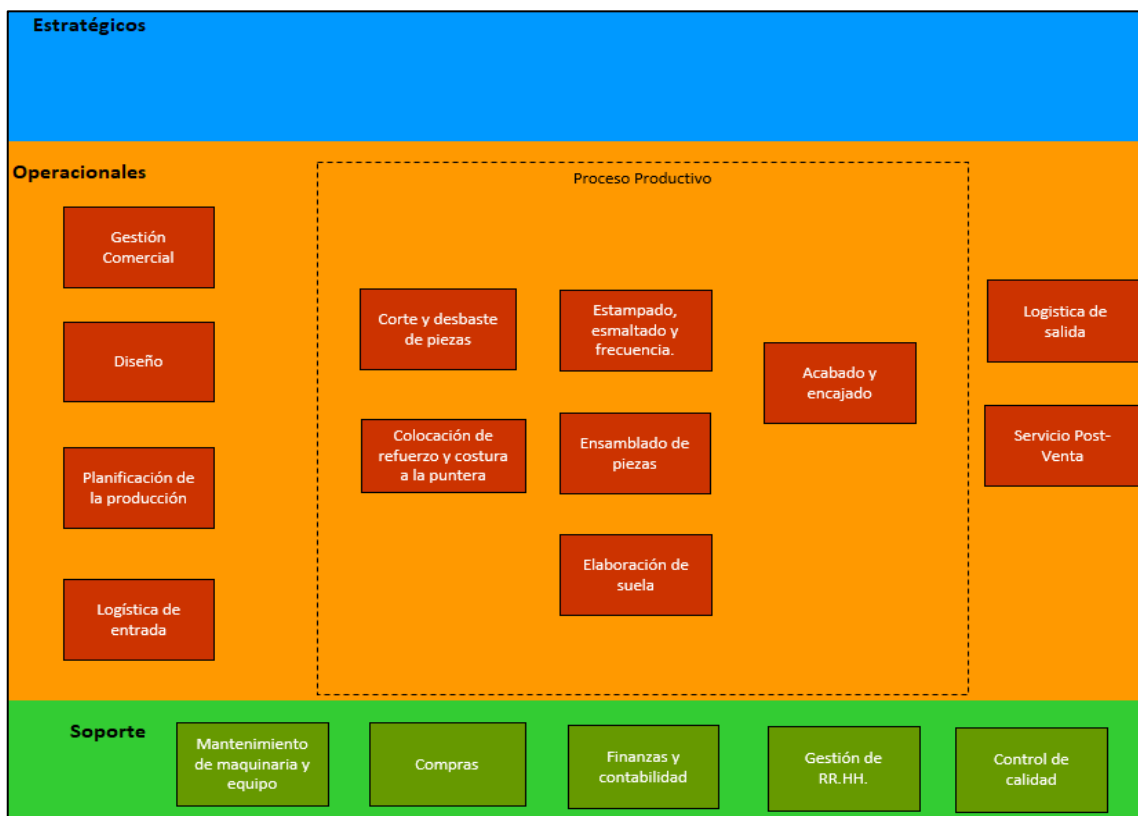 Estratégicos
Operacionales
Proceso Productivo
Gestión
Comercial
Diseño
Planificación de
la producción
Logística de
entrada
Corte y desbaste
de piezas
Colocación de
refuerzo y costura
a la puntera
Estampado,
esmaltado y
frecuencia.
Ensamblado de
piezas
Elaboración de
suela
Acabado y
encajado
Logistica de
salida
Servicio Post-
Venta
Soporte
Mantenimiento
de maquinaria y
equipo
Compras
Finanzas y
contabilidad
Gestión de
RR.HH.
Control de
calidad